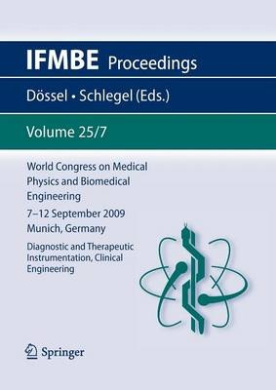 IFMBE Proceedings
Dössel • Schlegel (Eds.)
Volume 25/7
World Congress on Medical
Physics and Biomedical
Engineering
7–12 September 2009
Munich, Germany
Diagnostic and Therapeutic
Instrumentation, Clinical
Engineering
Springer